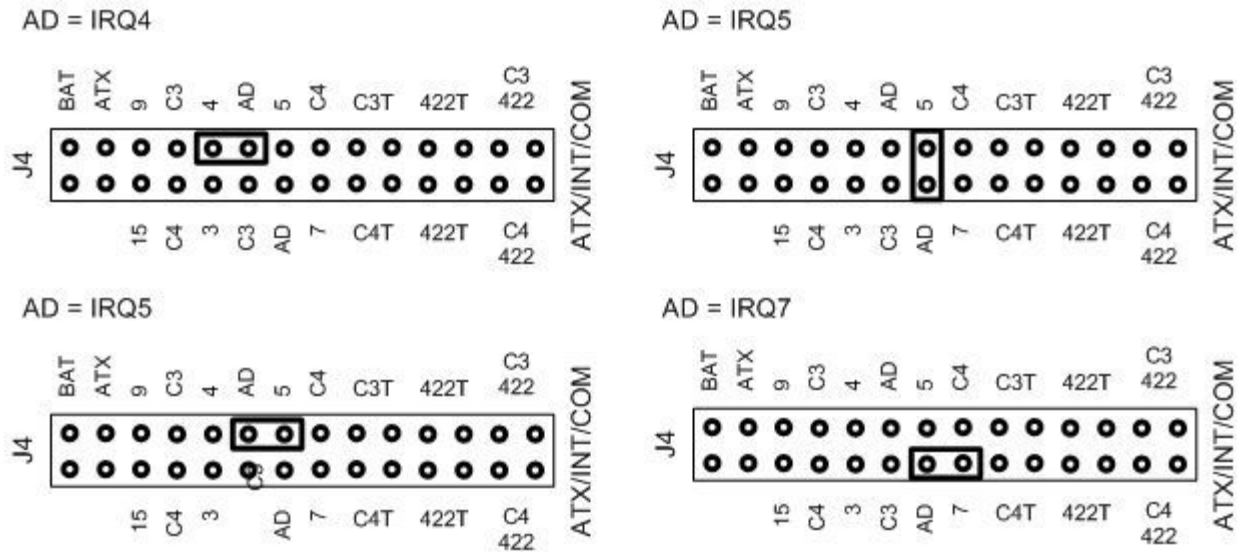 AD = IRQ4
BAT ATX 9 C3 4 AD 5 C4 C3T 422T C3 422
J4
ATX/INT/COM
15 C4 3 C3 AD 7 C4T 422T C4 422
AD = IRQ5
BAT ATX 9 C3 4 AD 5 C4 C3T 422T C3 422
J4
ATX/INT/COM
15 C4 3 C3 AD 7 C4T 422T C4 422
AD = IRQ5
BAT ATX 9 C3 4 AD 5 C4 C3T 422T C3 422
J4
ATX/INT/COM
C3
15 C4 3 AD 7 C4T 422T C4 422
AD = IRQ7
BAT ATX 9 C3 4 AD 5 C4 C3T 422T C3 422
J4
ATX/INT/COM
15 C4 3 C3 AD 7 C4T 422T C4 422